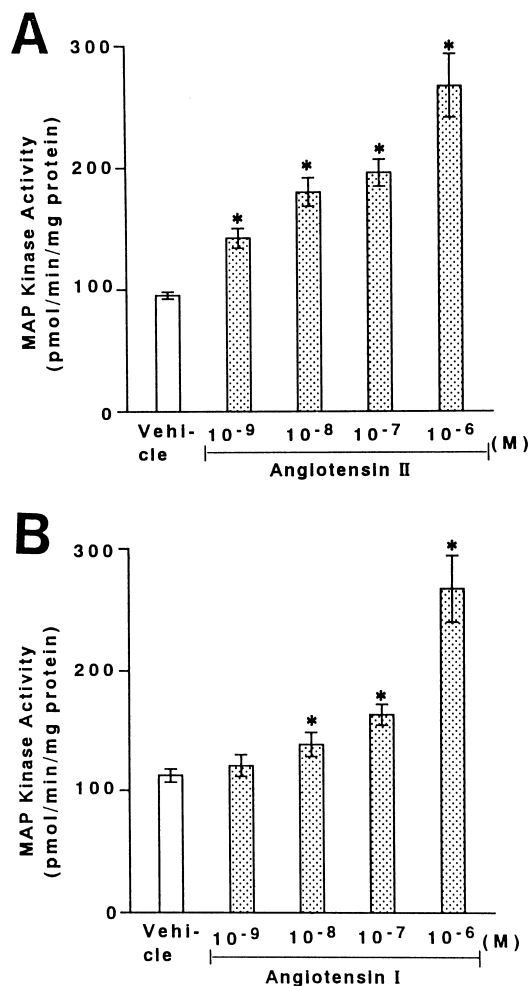 A
300
200
100
0
MAP Kinase Activity
(pmol/min/mg protein)
*
*
*
*
Vehi-
cle
10-9
10-8
10-7
10-6
(M)
Angiotensin II
B
300
200
100
0
MAP Kinase Activity
(pmol/min/mg protein)
*
*
*
Vehi-
cle
10-9
10-8
10-7
10-6
(M)
Angiotensin I